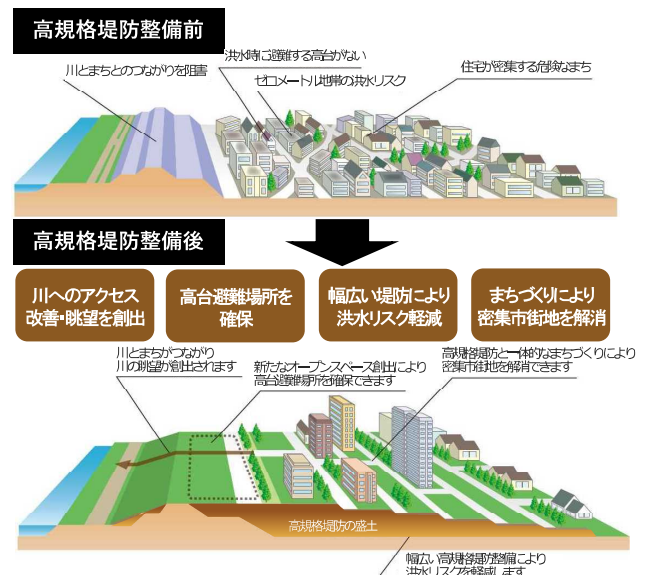 高規格堤防整備前
洪水時に避難する高台がない
川とまちとのつながりを阻害
住宅が密集する危険なまち
ゼロメートル地帯の洪水リスク
高規格堤防整備後
川へのアクセス
改善・眺望を創出
高台避難場所を
確保
幅広い堤防により
洪水リスク軽減
まちづくりにより
密集市街地を解消
川とまちがつながり
川の眺望が創出されます
新たなオープンスペース創出により
高台避難場所を確保できます
高規格堤防と一体的なまちづくりにより
密集市街地を解消できます
高規格堤防の盛土
幅広い高規格堤防整備により
洪水リスクを軽減します